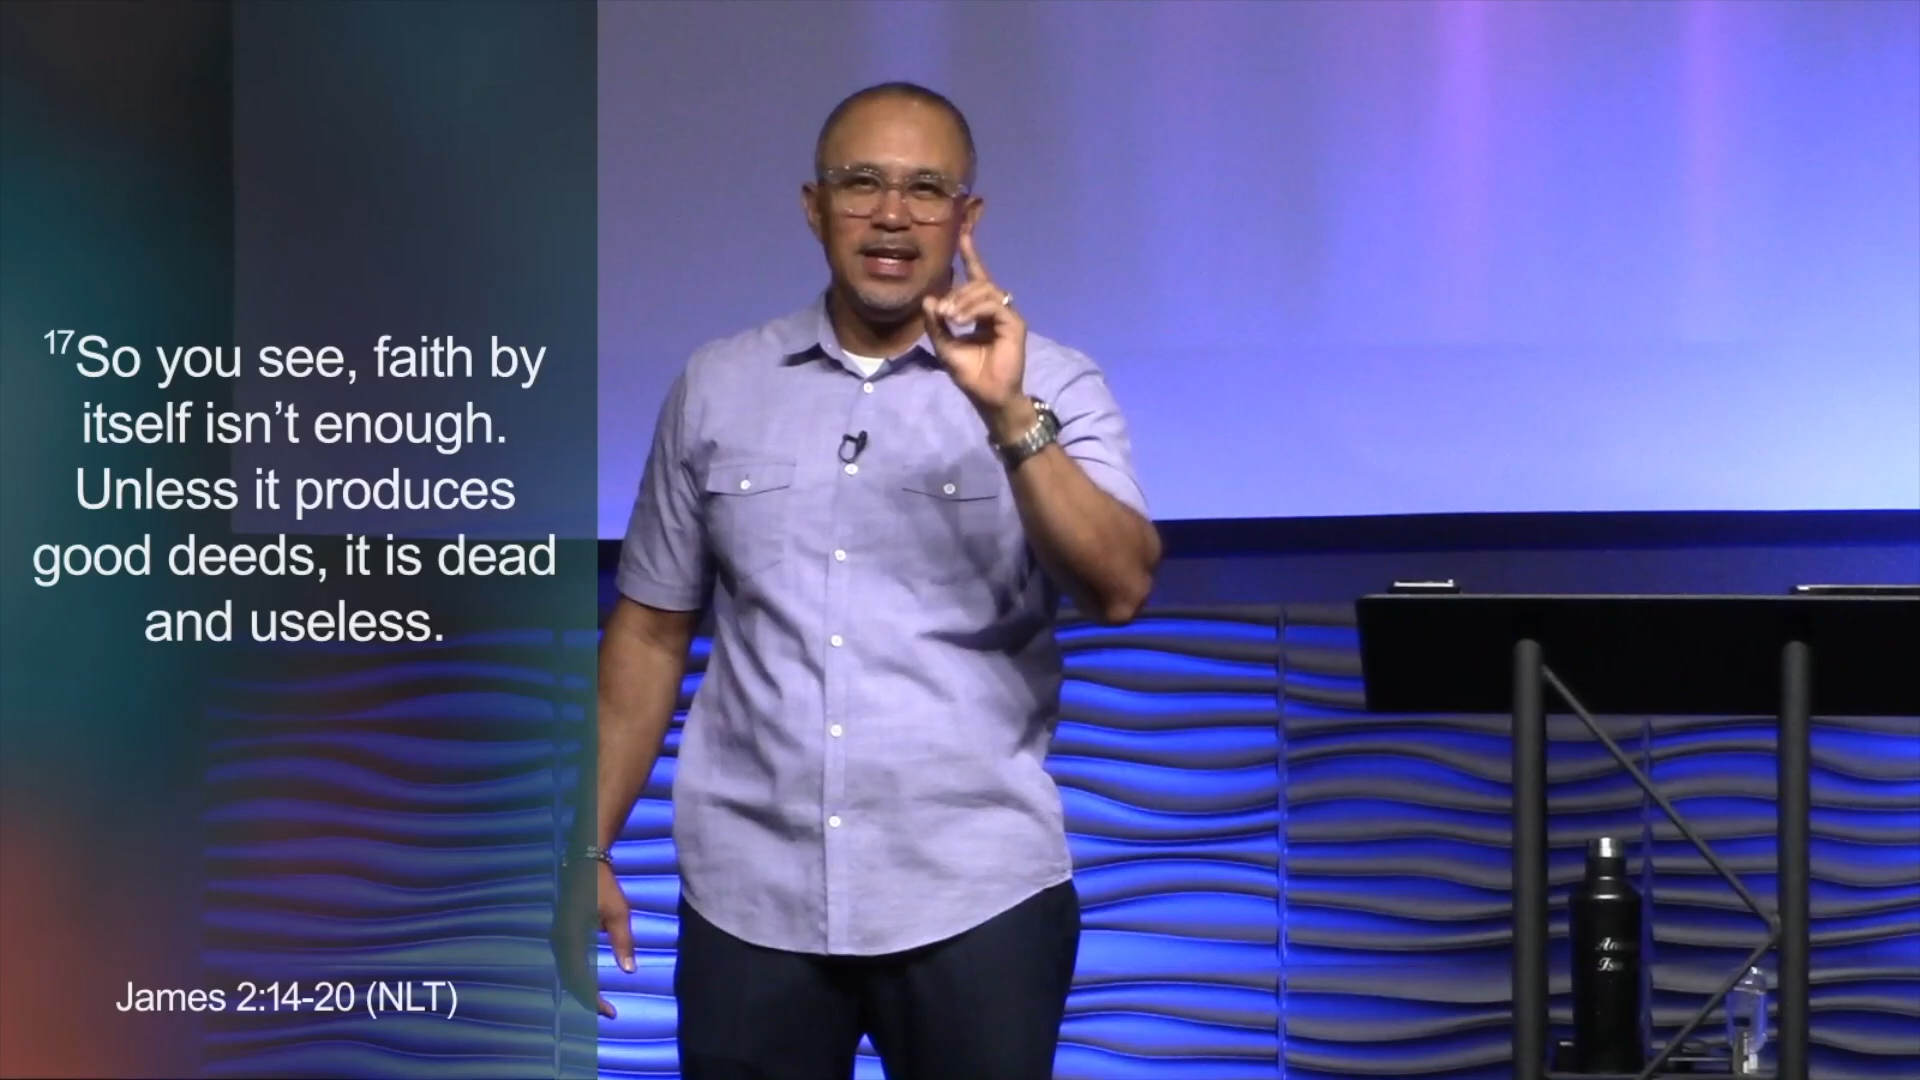 17So you see, faith by
itself isn’t enough.
Unless it produces
good deeds, it is dead
and useless.
James 2:14-20 (NLT)